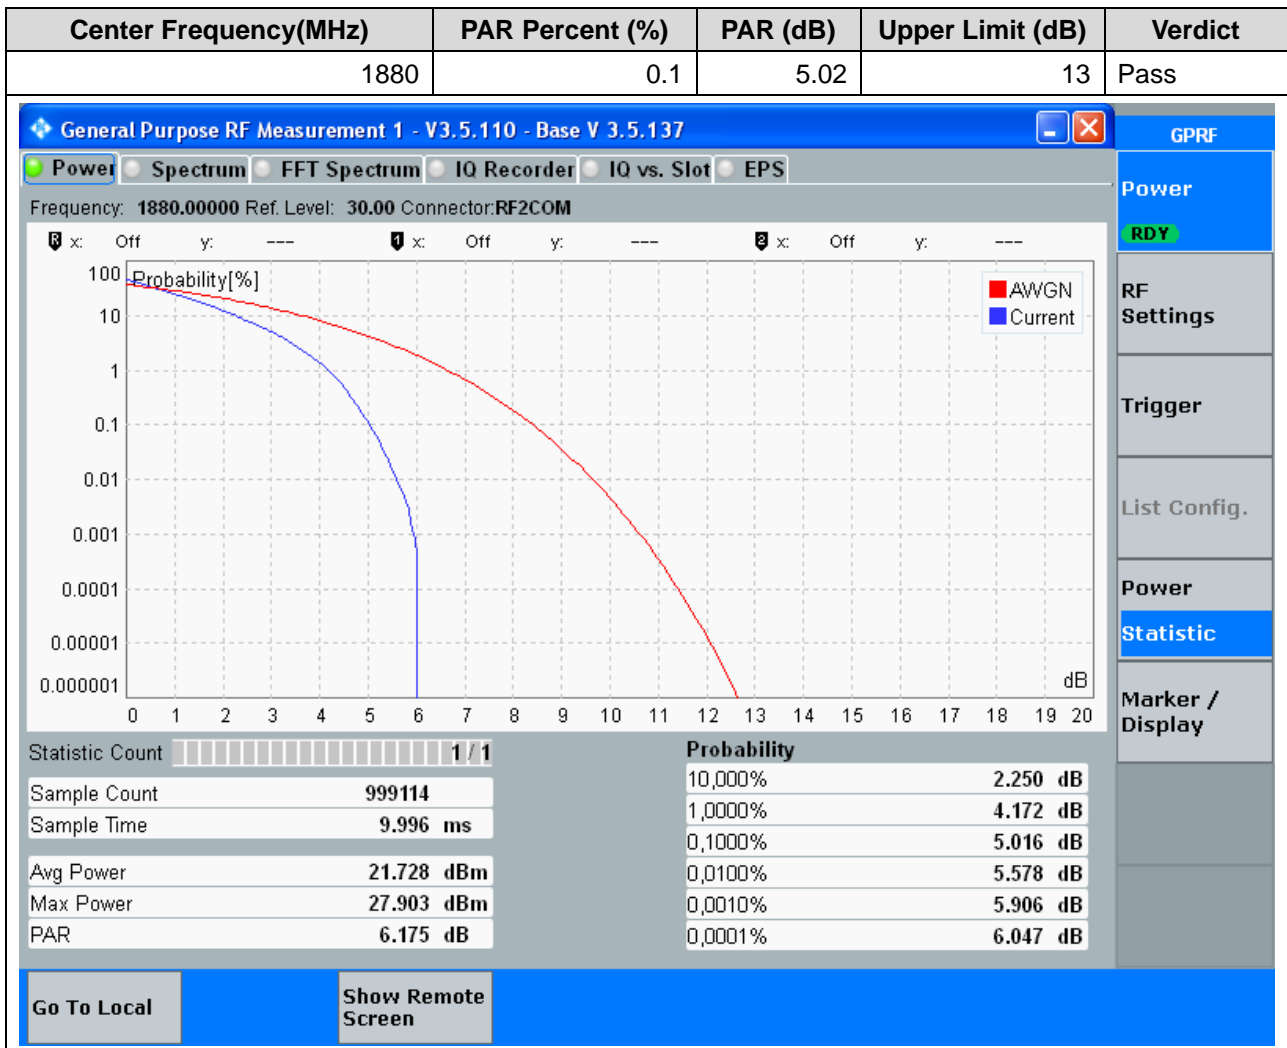 Center Frequency(MHz) PAR Percent (%) PAR (dB) Upper Limit (dB) Verdict
1880 0.1 5.02 13 Pass
General Purpose RF Measurement 1 - V3.5.110 - Base V 3.5.137
GPRF
Power Spectrum FFT Spectrum IQ Recorder IQ vs. Slot EPS
Power
RDY
Frequency: 1880.00000 Ref. Level: 30.00 Connector:RF2COM
R x: Off y: --- 1 x: Off y: --- 2 x: Off y: ---
Probability[%]
AWGN
Current
100
10
1
0.1
0.01
0.001
0.0001
0.00001
0.000001
dB
0 1 2 3 4 5 6 7 8 9 10 11 12 13 14 15 16 17 18 19 20
RF
Settings
Trigger
List Config.
Power
Statistic
Marker /
Display
Statistic Count 1 / 1
Sample Count 999114
Sample Time 9.996 ms
Avg Power 21.728 dBm
Max Power 27.903 dBm
PAR 6.175 dB
Probability
10,000% 2.250 dB
1,0000% 4.172 dB
0,1000% 5.016 dB
0,0100% 5.578 dB
0,0010% 5.906 dB
0,0001% 6.047 dB
Go To Local
Show Remote
Screen